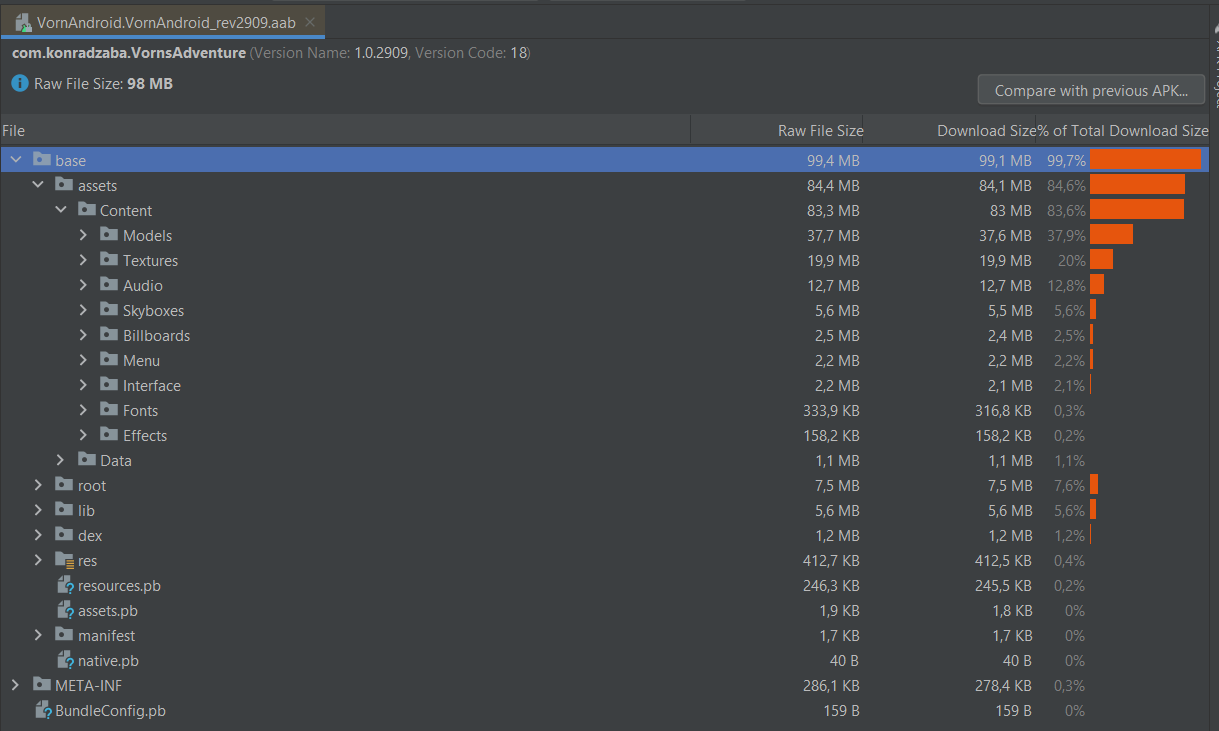 VornAndroid.VornAndroid_rev2909.aab
com.konradzaba.VornsAdventure (Version Name: 1.0.2909, Version Code: 18)
Raw File Size: 98 MB
Compare with previous APK...
File Raw File Size Download Size % of Total Download Size
base 99,4 MB 99,1 MB 99,7%
assets 84,4 MB 84,1 MB 84,6%
Content 83,3 MB 83 MB 83,6%
Models 37,7 MB 37,6 MB 37,9%
Textures 19,9 MB 19,9 MB 20%
Audio 12,7 MB 12,7 MB 12,8%
Skyboxes 5,6 MB 5,5 MB 5,6%
Billboards 2,5 MB 2,4 MB 2,5%
Menu 2,2 MB 2,2 MB 2,2%
Interface 2,2 MB 2,1 MB 2,1%
Fonts 333,9 KB 316,8 KB 0,3%
Effects 158,2 KB 158,2 KB 0,2%
Data 1,1 MB 1,1 MB 1,1%
root 7,5 MB 7,5 MB 7,6%
lib 5,6 MB 5,6 MB 5,6%
dex 1,2 MB 1,2 MB 1,2%
res 412,7 KB 412,5 KB 0,4%
resources.pb 246,3 KB 245,5 KB 0,2%
assets.pb 1,9 KB 1,8 KB 0%
manifest 1,7 KB 1,7 KB 0%
native.pb 40 B 40 B 0%
META-INF 286,1 KB 278,4 KB 0,3%
BundleConfig.pb 159 B 159 B 0%